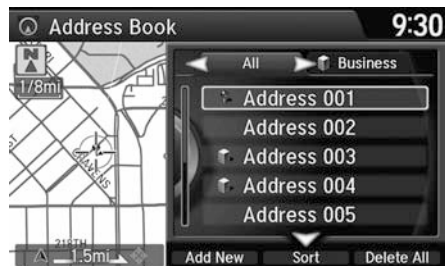 Address Book
9:30
N
1/8mi
All
Business
Address 001
Address 002
Address 003
Address 004
Address 005
218TH
1.5mi
Add New
Sort
Delete All